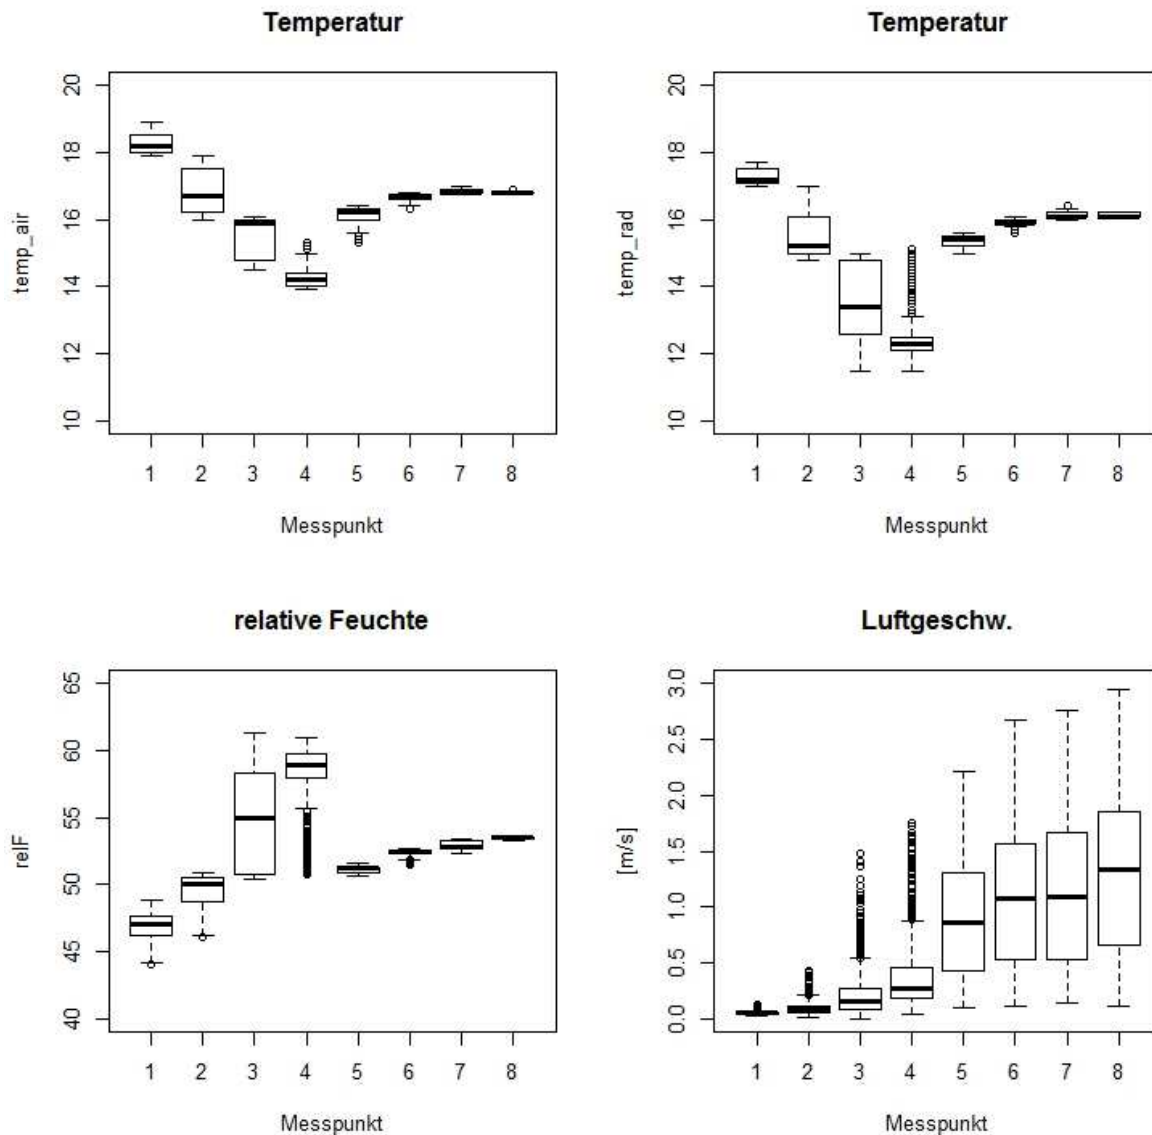 Temperatur
temp_air
20
18
16
14
12
10
1 2 3 4 5 6 7 8
Messpunkt
Temperatur
temp_rad
20
18
16
14
12
10
1 2 3 4 5 6 7 8
Messpunkt
relative Feuchte
relF
65
60
55
50
45
40
1 2 3 4 5 6 7 8
Messpunkt
Luftgeschw.
[m/s]
3.0
2.5
2.0
1.5
1.0
0.5
0.0
1 2 3 4 5 6 7 8
Messpunkt